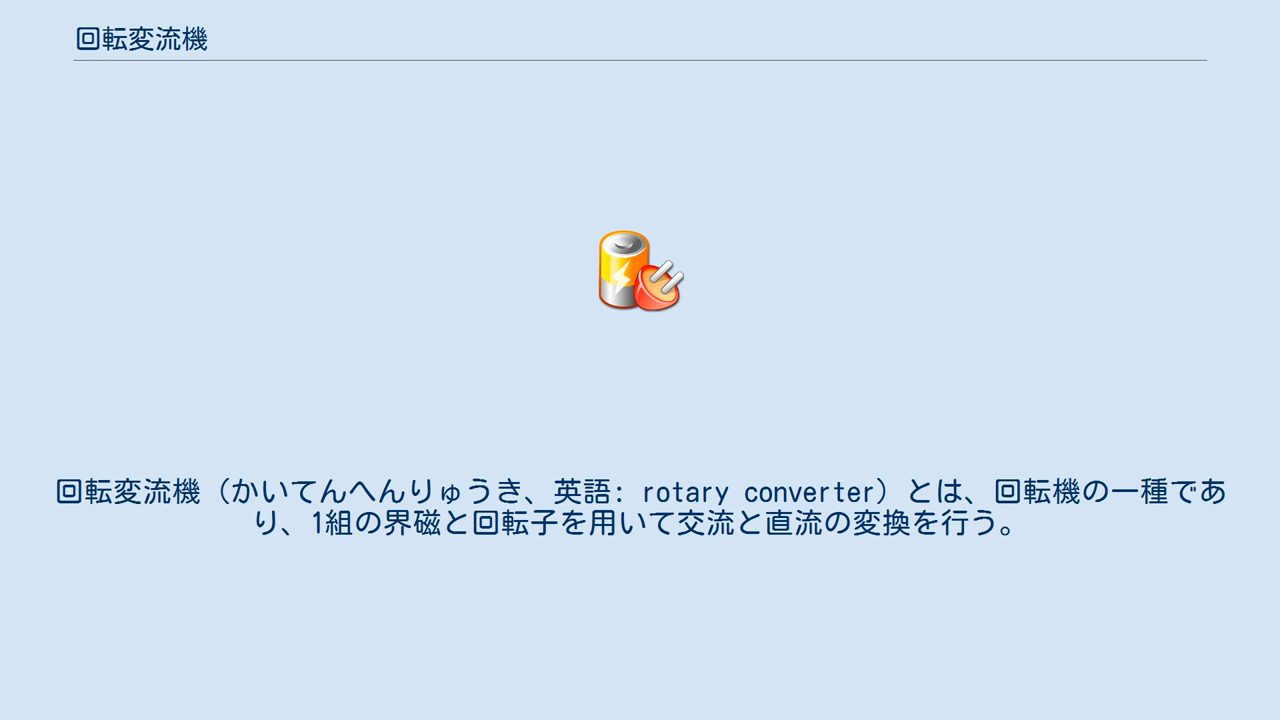 回転変流機
回転変流機（かいてんへんりゅうき、英語: rotary converter）とは、回転機の一種であ
り、1組の界磁と回転子を用いて交流と直流の変換を行う。